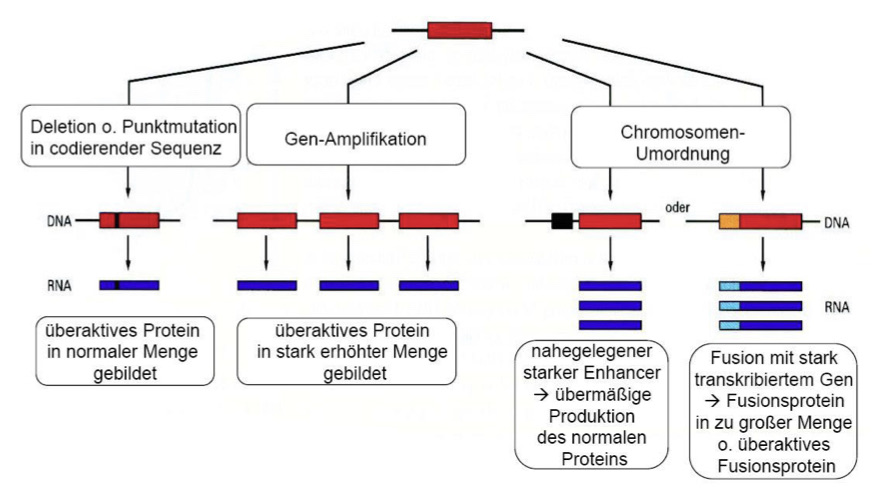 Deletion o. Punktmutation
in codierender Sequenz
Gen-Amplifikation
Chromosomen-
Umordnung
DNA
oder
DNA
RNA
RNA
überaktives Protein
in normaler Menge
gebildet
überaktives Protein
in stark erhöhter Menge
gebildet
nahegelegener
starker Enhancer
→ übermäßige
Produktion
des normalen
Proteins
Fusion mit stark
transkribiertem Gen
→ Fusionsprotein
in zu großer Menge
o. überaktives
Fusionsprotein